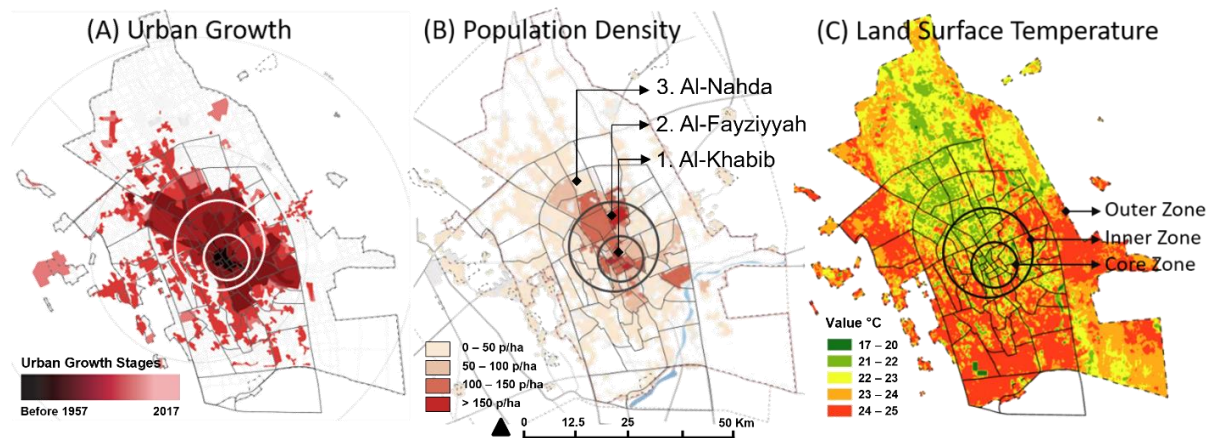 (A) Urban Growth
Urban Growth Stages
Before 1957
2017
(B) Population Density
3. Al-Nahda
2. Al-Fayziyyah
1. Al-Khabib
0 – 50 p/ha
50 – 100 p/ha
100 – 150 p/ha
> 150 p/ha
0
12.5
25
50 Km
(C) Land Surface Temperature
Outer Zone
Inner Zone
Core Zone
Value °C
17 – 20
21 – 22
22 – 23
23 – 24
24 – 25